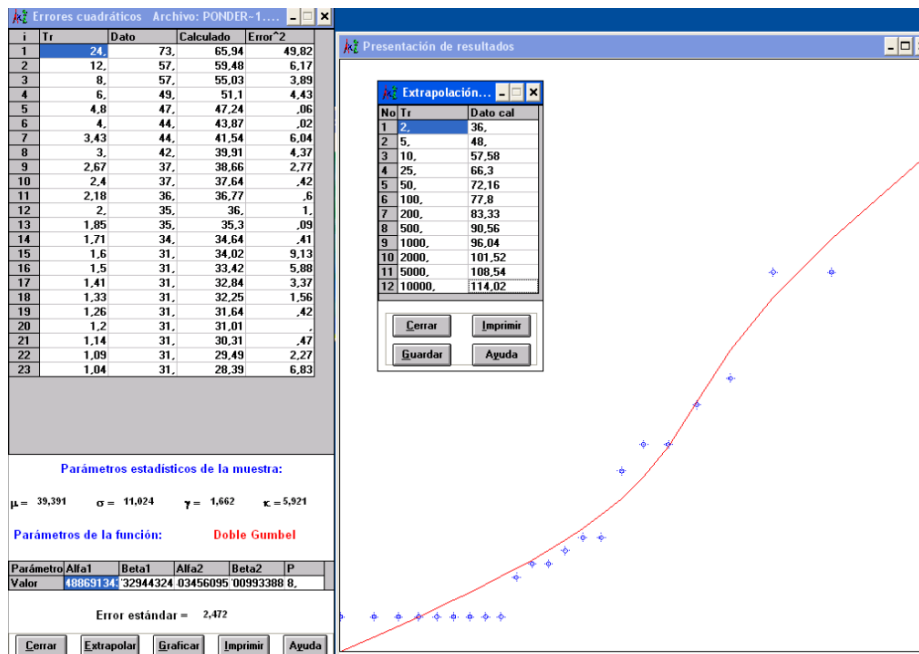 Errores cuadráticos Archivo: PONDER-1....
i Tr Dato Calculado Error^2
1 24, 73, 65,94 49,82
2 12, 57, 59,48 6,17
3 8, 57, 55,03 3,89
4 6, 49, 51,1 4,43
5 4,8 47, 47,24 ,06
6 4, 44, 43,87 ,02
7 3,43 44, 41,54 6,04
8 3, 42, 39,91 4,37
9 2,67 37, 38,66 2,77
10 2,4 37, 37,64 ,42
11 2,18 36, 36,77 ,6
12 2, 35, 36, 1,
13 1,85 35, 35,3 ,09
14 1,71 34, 34,64 ,41
15 1,6 31, 34,02 9,13
16 1,5 31, 33,42 5,88
17 1,41 31, 32,84 3,37
18 1,33 31, 32,25 1,56
19 1,26 31, 31,64 ,42
20 1,2 31, 31,01 ,
21 1,14 31, 30,31 ,47
22 1,09 31, 29,49 2,27
23 1,04 31, 28,39 6,83
Parámetros estadísticos de la muestra:
μ = 39,391 σ = 11,024 γ = 1,662 κ = 5,921
Parámetros de la función: Doble Gumbel
Parámetro Alfa1 Beta1 Alfa2 Beta2 P
Valor 32944324 03456095 00993388 8,
Error estándar = 2,472
Cerrar Extrapolar Graficar Imprimir Ayuda
Presentación de resultados
Extrapolación...
No Tr Dato cal
1 2, 36,
2 5, 48,
3 10, 57,58
4 25, 66,3
5 50, 72,16
6 100, 77,8
7 200, 83,33
8 500, 90,56
9 1000, 96,04
10 2000, 101,52
11 5000, 108,54
12 10000, 114,02
Cerrar Imprimir
Guardar Ayuda